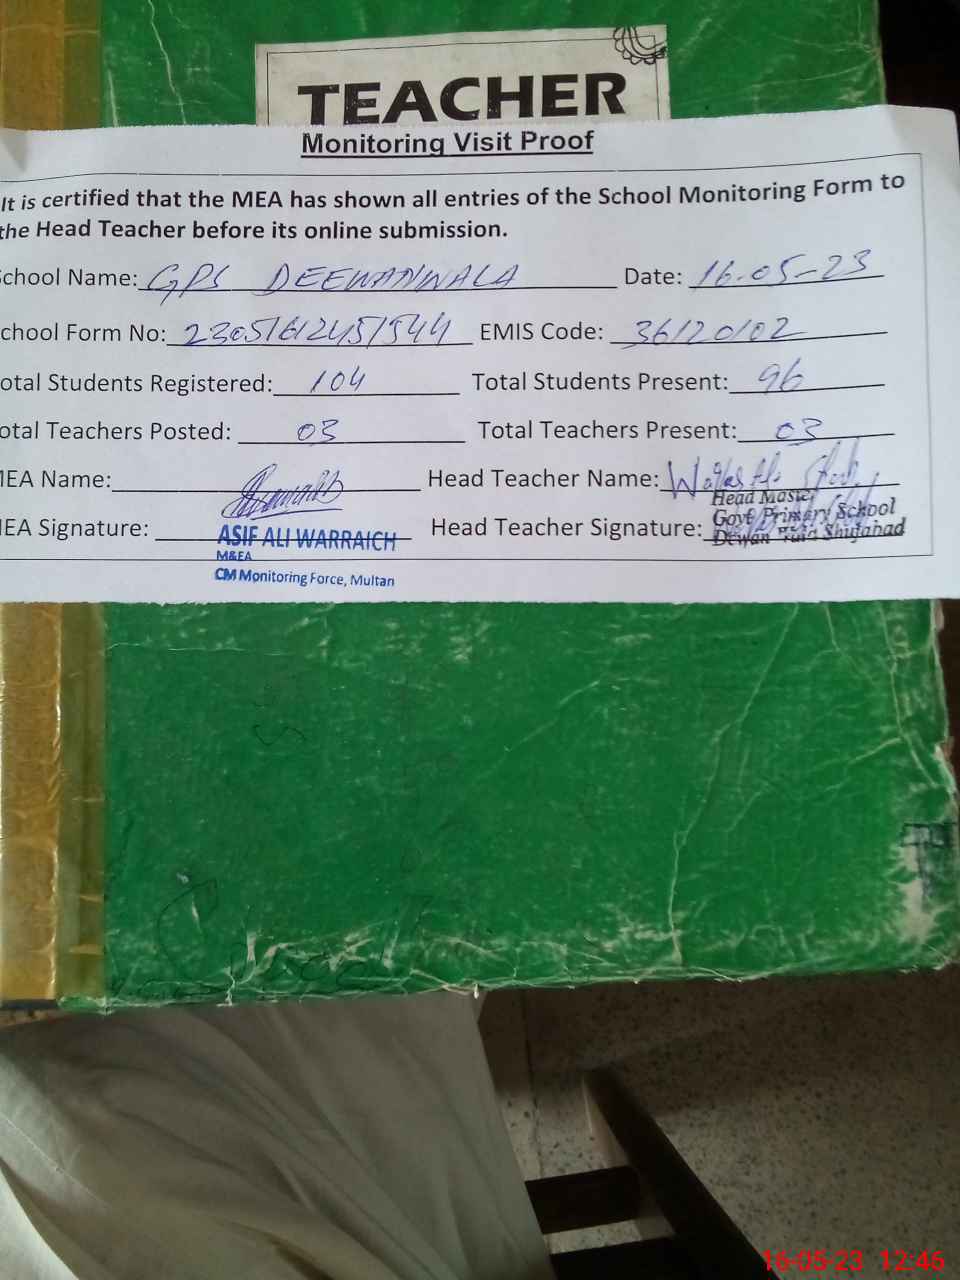 TEACHER
Monitoring Visit Proof
It is certified that the MEA has shown all entries of the School Monitoring Form to
the Head Teacher before its online submission.
chool Name: GPS DEEWANWALA Date: 16-05-23
chool Form No: 23051612451544 EMIS Code: 36120102
otal Students Registered: 104 Total Students Present: 96
otal Teachers Posted: 03 Total Teachers Present: 03
EA Name: Head Teacher Name:
EA Signature: Head Teacher Signature:
ASIF ALI WARRAICH
M&EA
CM Monitoring Force, Multan
Head Master
Govt Primary School
Dewan Wala Shujabad
16-05-23 12:46